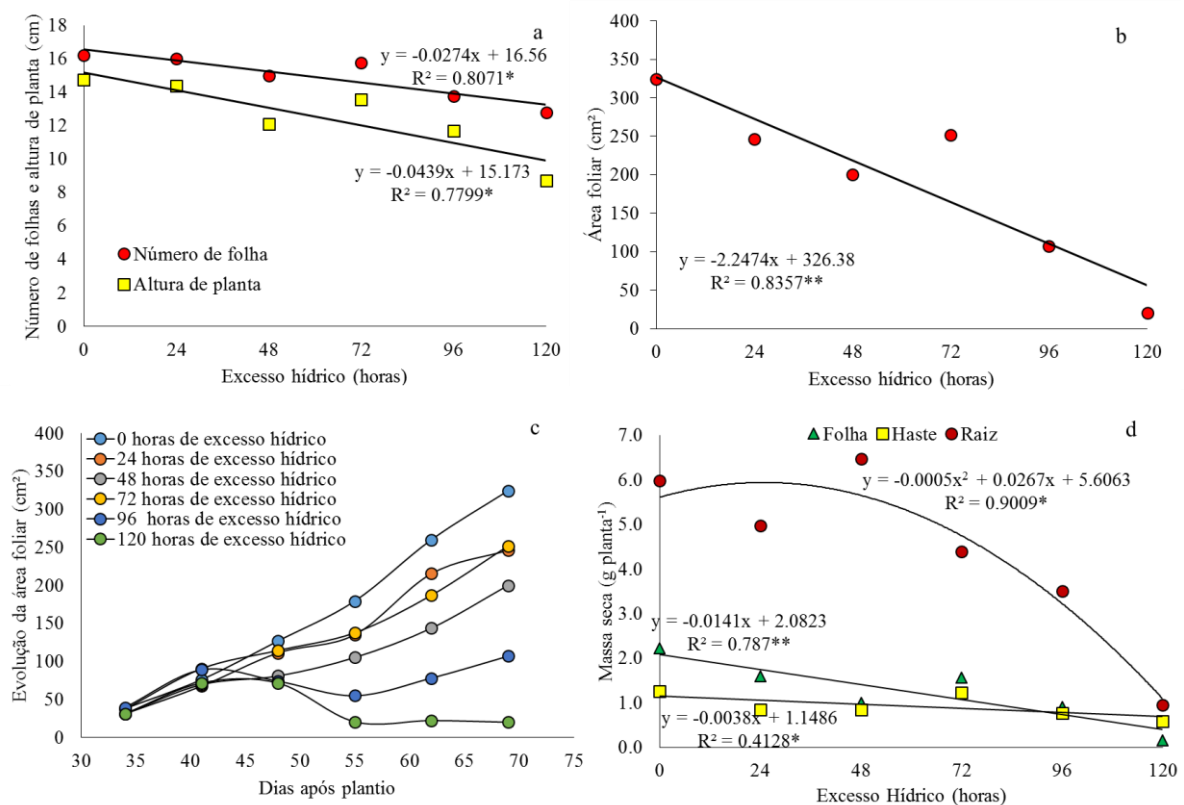 Número de folhas e altura de planta (cm)
18
16
14
12
10
8
6
4
2
0
a
y = -0.0274x + 16.56
R² = 0.8071*
y = -0.0439x + 15.173
R² = 0.7799*
Número de folha
Altura de planta
0 24 48 72 96 120
Excesso hídrico (horas)
Área foliar (cm²)
400
350
300
250
200
150
100
50
0
b
y = -2.2474x + 326.38
R² = 0.8357**
0 24 48 72 96 120
Excesso hídrico (horas)
Evolução da área foliar (cm²)
400
350
300
250
200
150
100
50
0
c
0 horas de excesso hídrico
24 horas de excesso hídrico
48 horas de excesso hídrico
72 horas de excesso hídrico
96 horas de excesso hídrico
120 horas de excesso hídrico
30 35 40 45 50 55 60 65 70 75
Dias após plantio
Massa seca (g planta⁻¹)
7.0
6.0
5.0
4.0
3.0
2.0
1.0
0.0
Folha Haste Raiz
d
y = -0.0005x² + 0.0267x + 5.6063
R² = 0.9009*
y = -0.0141x + 2.0823
R² = 0.787**
y = -0.0038x + 1.1486
R² = 0.4128*
0 24 48 72 96 120
Excesso Hídrico (horas)